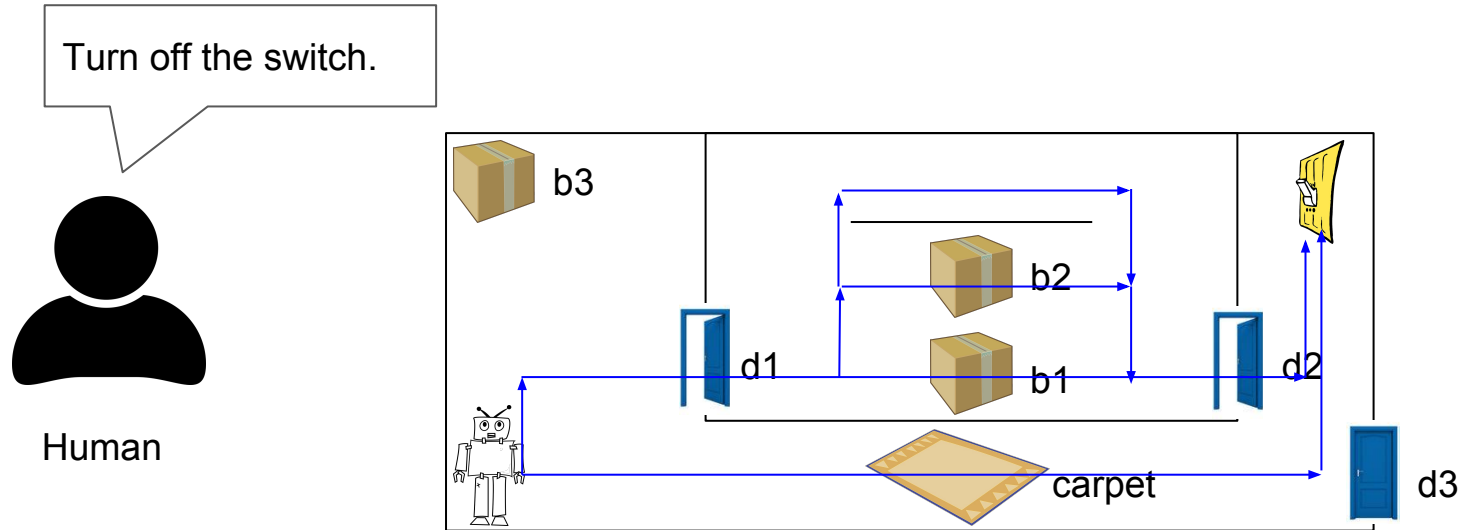 Turn off the switch.
b3
b2
d1
b1
d2
Human
carpet
d3